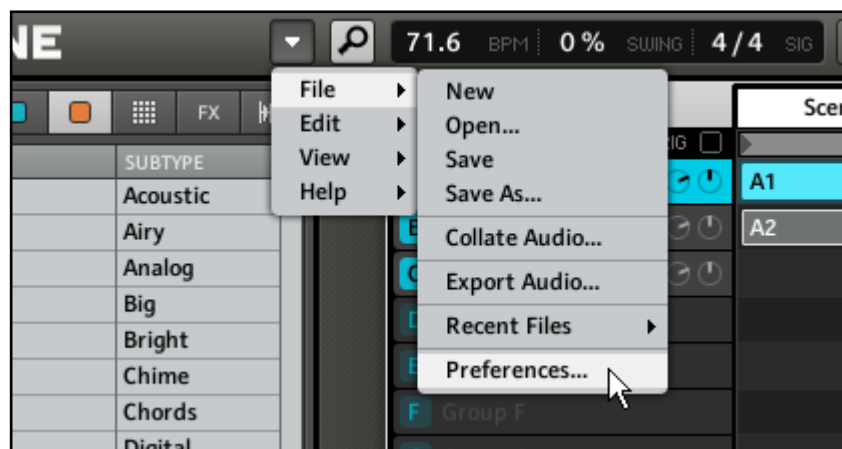 NE
71.6 BPM 0 % SWING 4 / 4 SIG
File
Edit
View
Help
New
Open...
Save
Save As...
Collate Audio...
Export Audio...
Recent Files
Preferences...
FX
SUBTYPE
Acoustic
Airy
Analog
Big
Bright
Chime
Chords
Digital
IG
Scen
A1
A2
F Group F